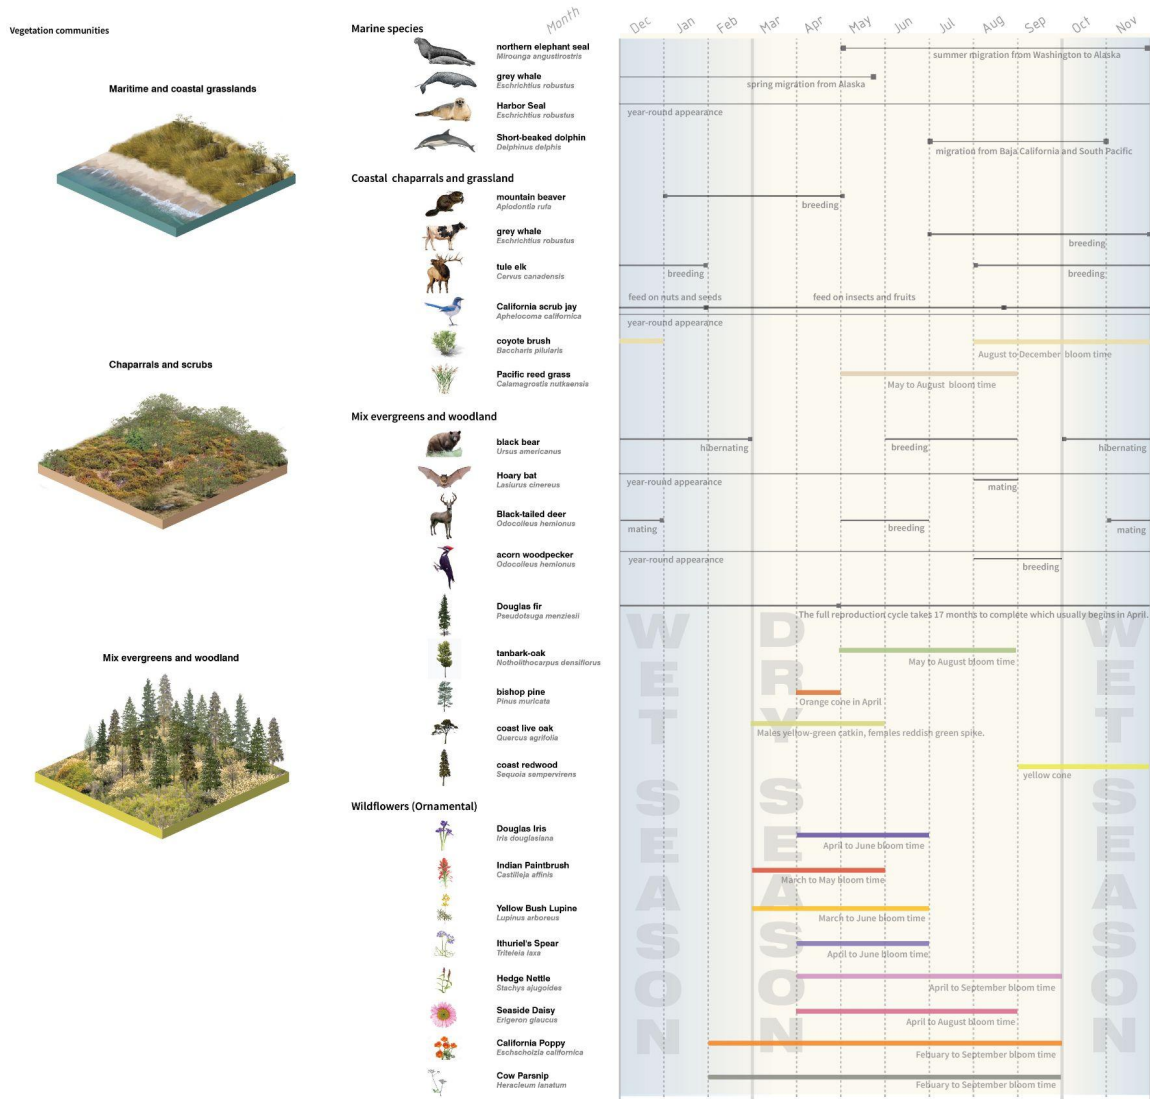 Vegetation communities
Maritime and coastal grasslands
Chaparrals and scrubs
Mix evergreens and woodland
Month
Dec
Jan
Feb
Mar
Apr
May
Jun
Jul
Aug
Sep
Oct
Nov
Marine species
northern elephant seal
Mirounga angustirostris
summer migration from Washington to Alaska
grey whale
Eschrichtius robustus
spring migration from Alaska
Harbor Seal
Eschrichtius robustus
year-round appearance
Short-beaked dolphin
Delphinus delphis
migration from Baja California and South Pacific
Coastal chaparrals and grassland
mountain beaver
Aplodontia rufa
breeding
grey whale
Eschrichtius robustus
breeding
tule elk
Cervus canadensis
breeding
breeding
California scrub jay
Aphelocoma californica
feed on nuts and seeds
feed on insects and fruits
year-round appearance
coyote brush
Baccharis pilularis
August to December bloom time
Pacific reed grass
Calamagrostis nutkaensis
May to August bloom time
Mix evergreens and woodland
black bear
Ursus americanus
hibernating
breeding
hibernating
Hoary bat
Lasiurus cinereus
year-round appearance
mating
Black-tailed deer
Odocoileus hemionus
mating
breeding
mating
acorn woodpecker
Odocoileus hemionus
year-round appearance
breeding
Douglas fir
Pseudotsuga menziesii
The full reproduction cycle takes 17 months to complete which usually begins in April.
tanbark-oak
Notholithocarpus densiflorus
May to August bloom time
bishop pine
Pinus muricata
Orange cone in April
coast live oak
Quercus agrifolia
Males yellow-green catkin, females reddish green spike.
coast redwood
Sequoia sempervirens
yellow cone
Wildflowers (Ornamental)
Douglas Iris
Iris douglasiana
April to June bloom time
Indian Paintbrush
Castilleja affinis
March to May bloom time
Yellow Bush Lupine
Lupinus arboreus
March to June bloom time
Ithuriel's Spear
Triteleia laxa
April to June bloom time
Hedge Nettle
Stachys ajugoides
April to September bloom time
Seaside Daisy
Erigeron glaucus
April to August bloom time
California Poppy
Eschscholzia californica
Febuary to September bloom time
Cow Parsnip
Heracleum lanatum
Febuary to September bloom time
WET SEASON
DRY SEASON
WET SEASON